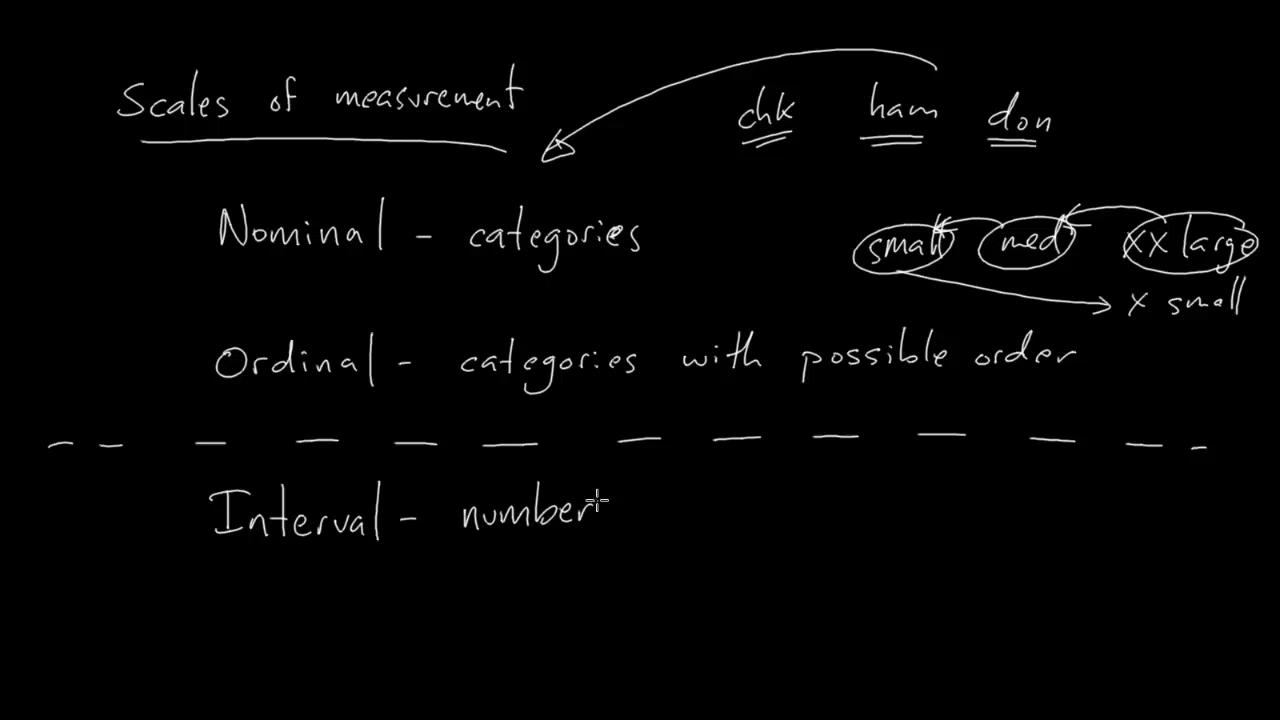 Scales of measurement
chk ham don
Nominal - categories
small med xx large
x small
Ordinal - categories with possible order
Interval - number